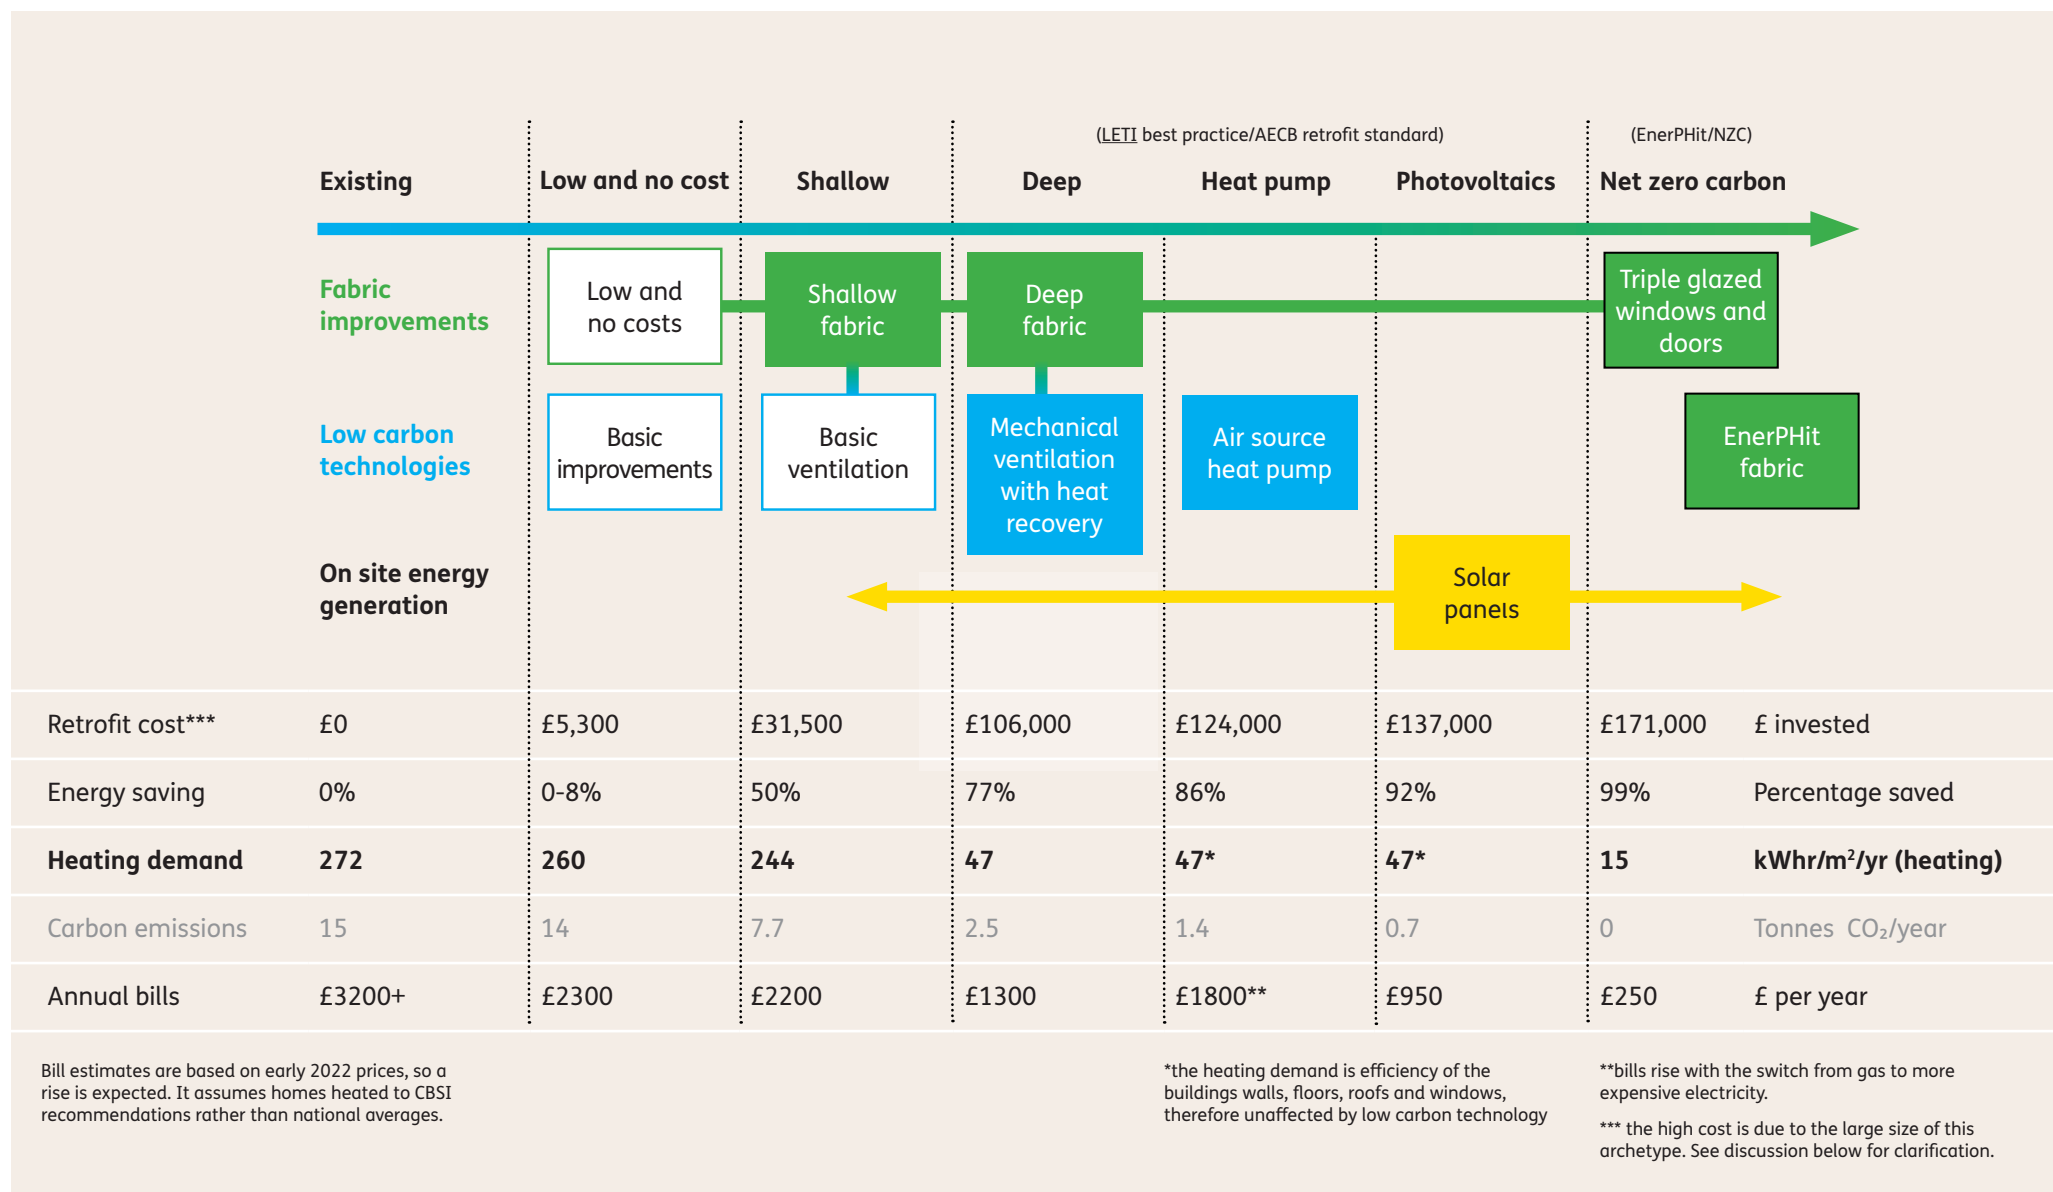 (LETI best practice/AECB retrofit standard) (EnerPHit/NZC)
Existing Low and no cost Shallow Deep Heat pump Photovoltaics Net zero carbon
Fabric
improvements
Low and
no costs
Shallow
fabric
Deep
fabric
Triple glazed
windows and
doors
Low carbon
technologies
Basic
improvements
Basic
ventilation
Mechanical
ventilation
with heat
recovery
Air source
heat pump
EnerPHit
fabric
On site energy
generation
Solar
panels
Retrofit cost*** £0 £5,300 £31,500 £106,000 £124,000 £137,000 £171,000 £ invested
Energy saving 0% 0-8% 50% 77% 86% 92% 99% Percentage saved
Heating demand 272 260 244 47 47* 47* 15 kWhr/m²/yr (heating)
Carbon emissions 15 14 7.7 2.5 1.4 0.7 0 Tonnes CO₂/year
Annual bills £3200+ £2300 £2200 £1300 £1800** £950 £250 £ per year
Bill estimates are based on early 2022 prices, so a
rise is expected. It assumes homes heated to CBSI
recommendations rather than national averages.
*the heating demand is efficiency of the
buildings walls, floors, roofs and windows,
therefore unaffected by low carbon technology
**bills rise with the switch from gas to more
expensive electricity.
*** the high cost is due to the large size of this
archetype. See discussion below for clarification.